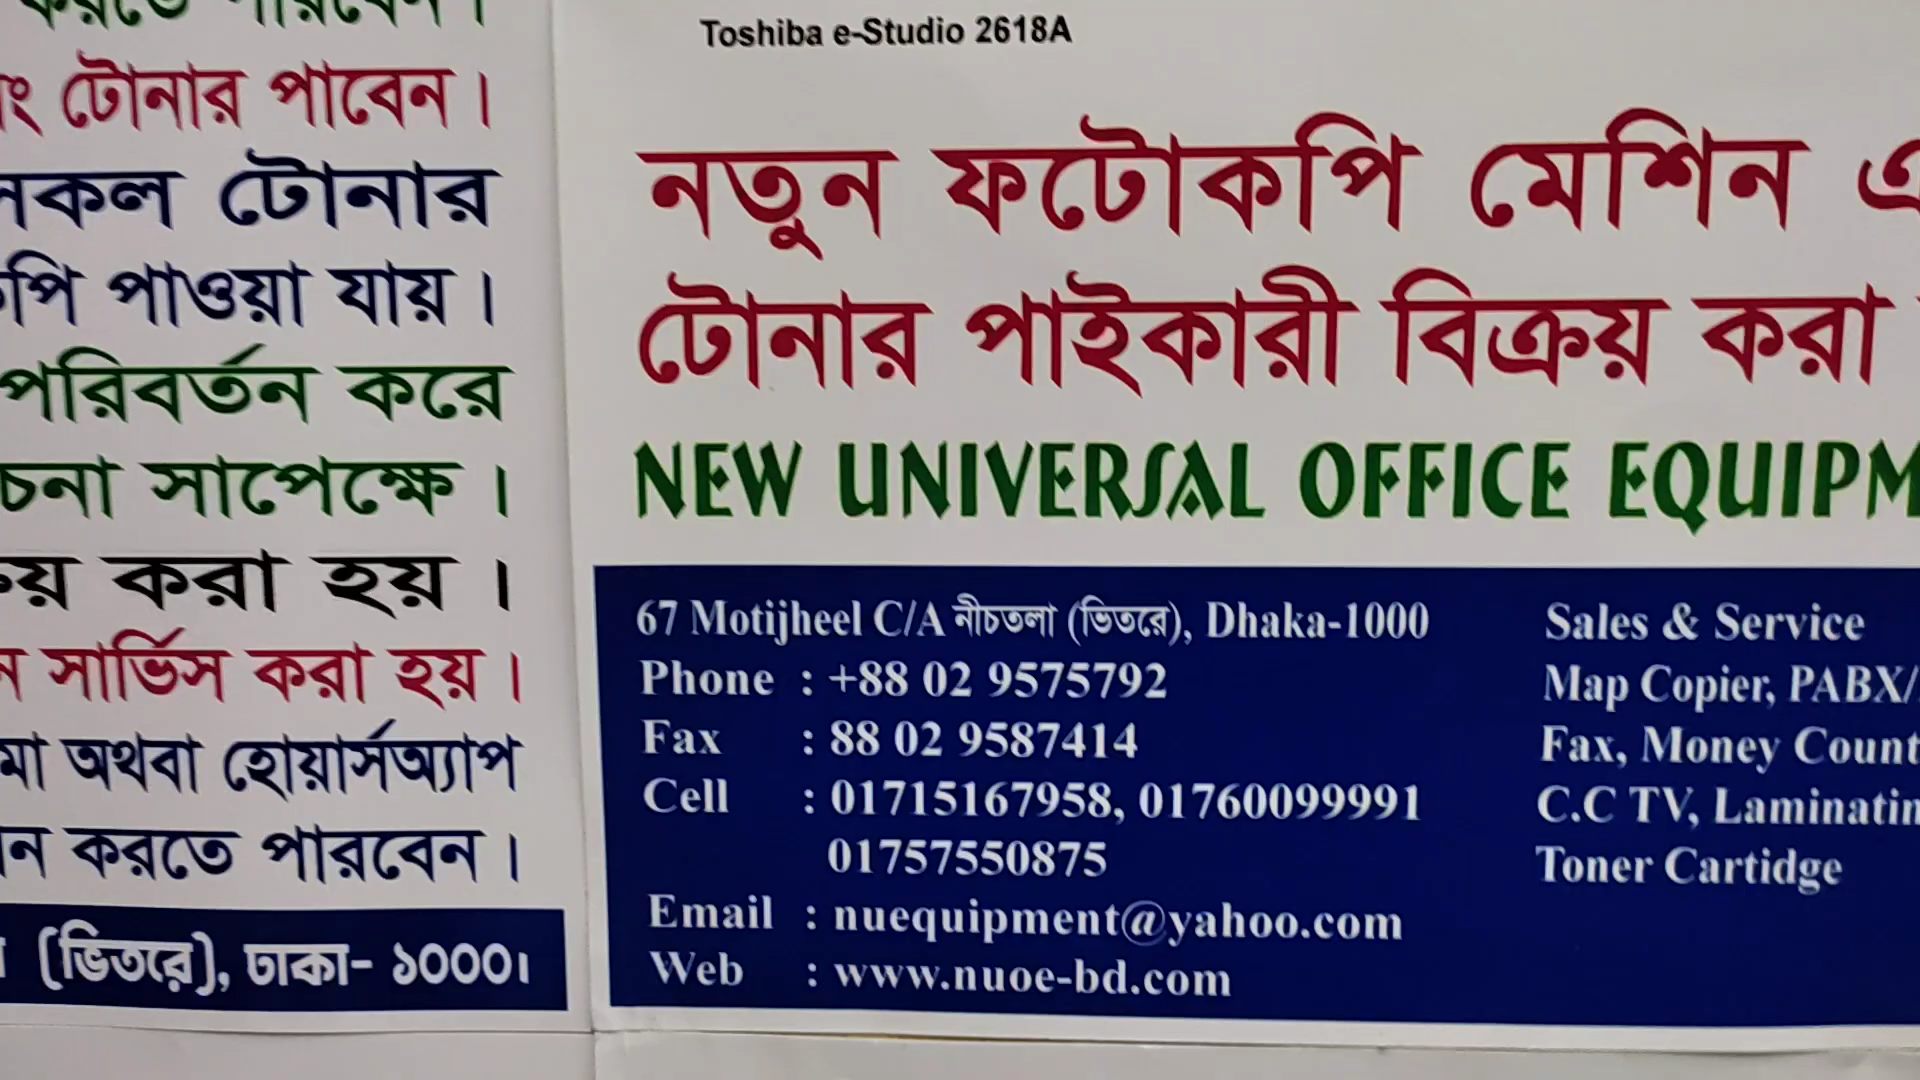 করতে পারবেন।
টোনার পাবেন।
সকল টোনার
পাওয়া যায়।
পরিবর্তন করে
সাপেক্ষে।
করা হয়।
সার্ভিস করা হয়।
অথবা হোয়ার্সঅ্যাপ
করতে পারবেন।
(ভিতরে), ঢাকা- ১০০০।
Toshiba e-Studio 2618A
নতুন ফটোকপি মেশিন
টোনার পাইকারী বিক্রয় করা
NEW UNIVERSAL OFFICE EQUIPM
67 Motijheel C/A নীচতলা (ভিতরে), Dhaka-1000
Phone : +88 02 9575792
Fax : 88 02 9587414
Cell : 01715167958, 01760099991
01757550875
Email : nuequipment@yahoo.com
Web : www.nuoe-bd.com
Sales & Service
Map Copier, PABX/
Fax, Money Count
C.C TV, Laminatin
Toner Cartidge